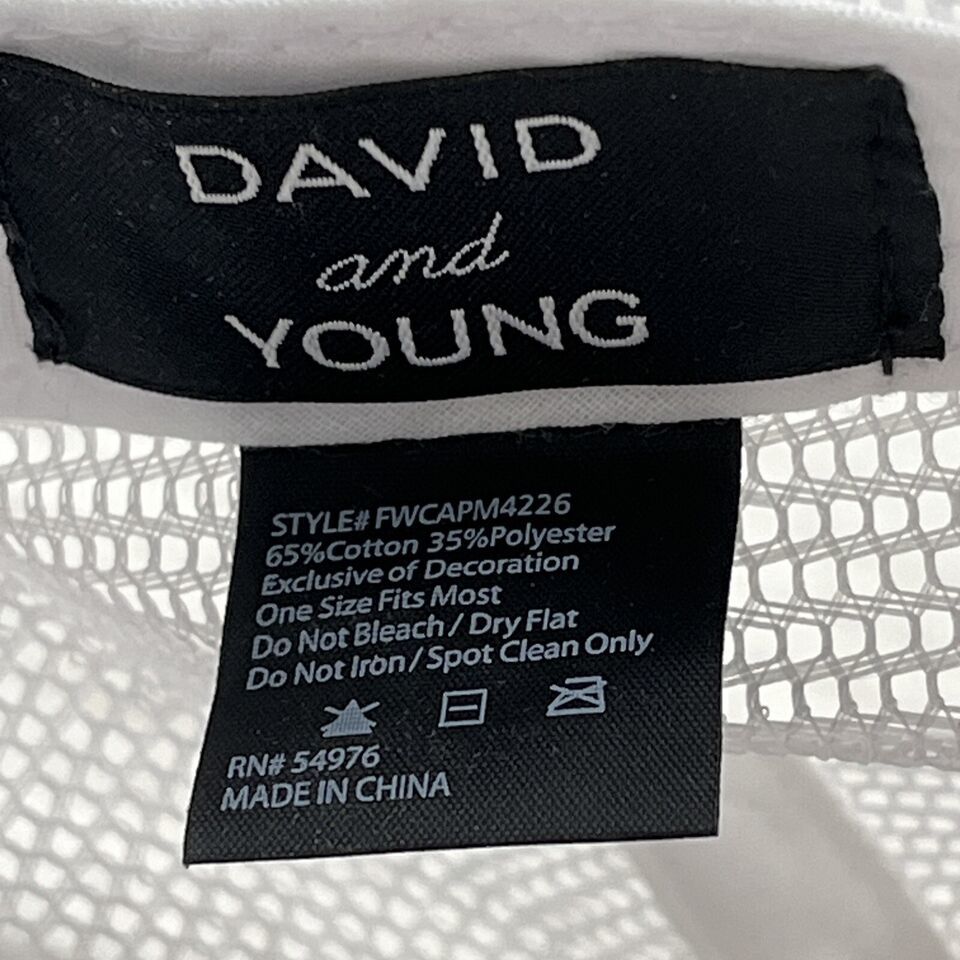 DAVID
and
YOUNG
STYLE# FWCAPM4226
65%Cotton 35%Polyester
Exclusive of Decoration
One Size Fits Most
Do Not Bleach / Dry Flat
Do Not Iron / Spot Clean Only
RN# 54976
MADE IN CHINA